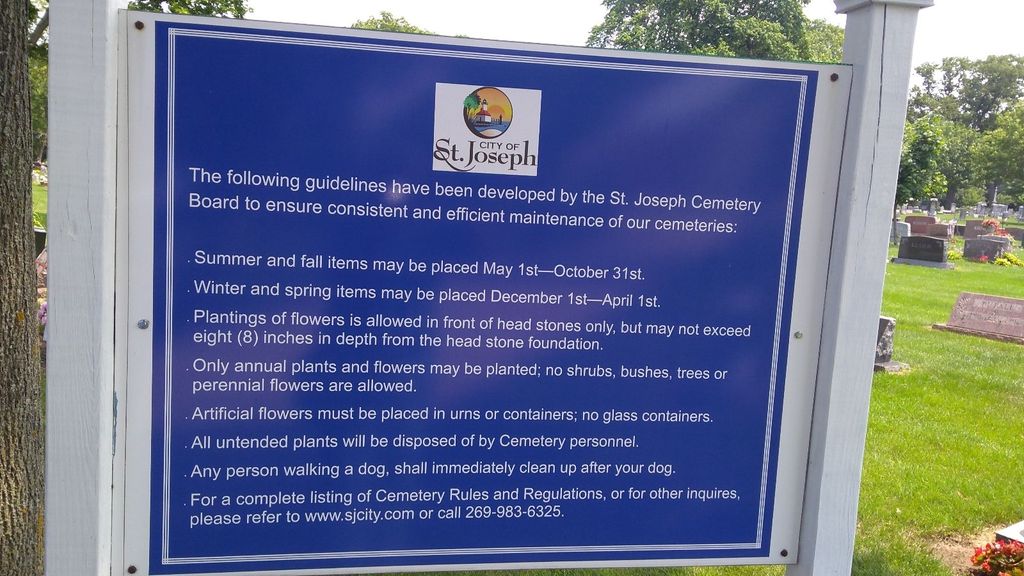 CITY OF
St. Joseph
The following guidelines have been developed by the St. Joseph Cemetery
Board to ensure consistent and efficient maintenance of our cemeteries:
. Summer and fall items may be placed May 1st—October 31st.
. Winter and spring items may be placed December 1st—April 1st.
. Plantings of flowers is allowed in front of head stones only, but may not exceed
eight (8) inches in depth from the head stone foundation.
. Only annual plants and flowers may be planted; no shrubs, bushes, trees or
perennial flowers are allowed.
. Artificial flowers must be placed in urns or containers; no glass containers.
. All untended plants will be disposed of by Cemetery personnel.
. Any person walking a dog, shall immediately clean up after your dog.
. For a complete listing of Cemetery Rules and Regulations, or for other inquires,
please refer to www.sjcity.com or call 269-983-6325.